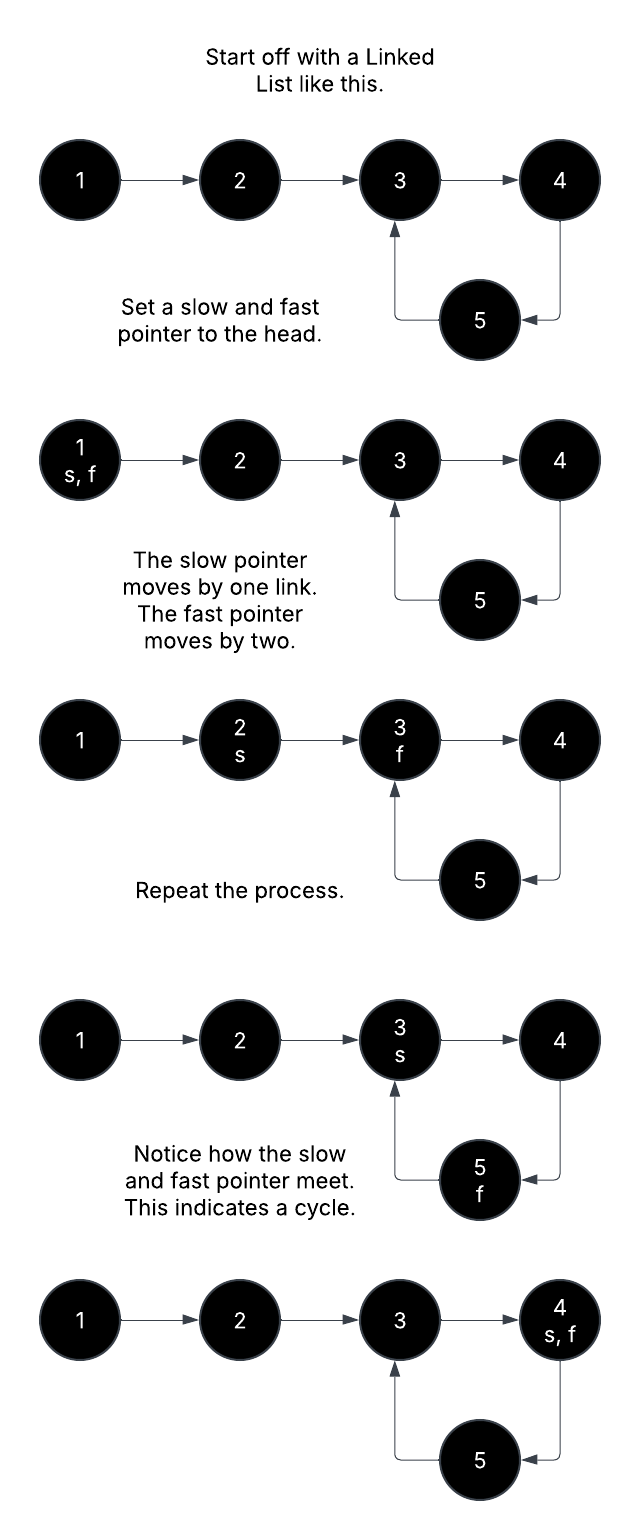 Start off with a Linked
List like this.
1
2
3
4
5
Set a slow and fast
pointer to the head.
1
s, f
2
3
4
5
The slow pointer
moves by one link.
The fast pointer
moves by two.
1
2
s
3
f
4
5
Repeat the process.
1
2
3
s
4
5
f
Notice how the slow
and fast pointer meet.
This indicates a cycle.
1
2
3
4
s, f
5